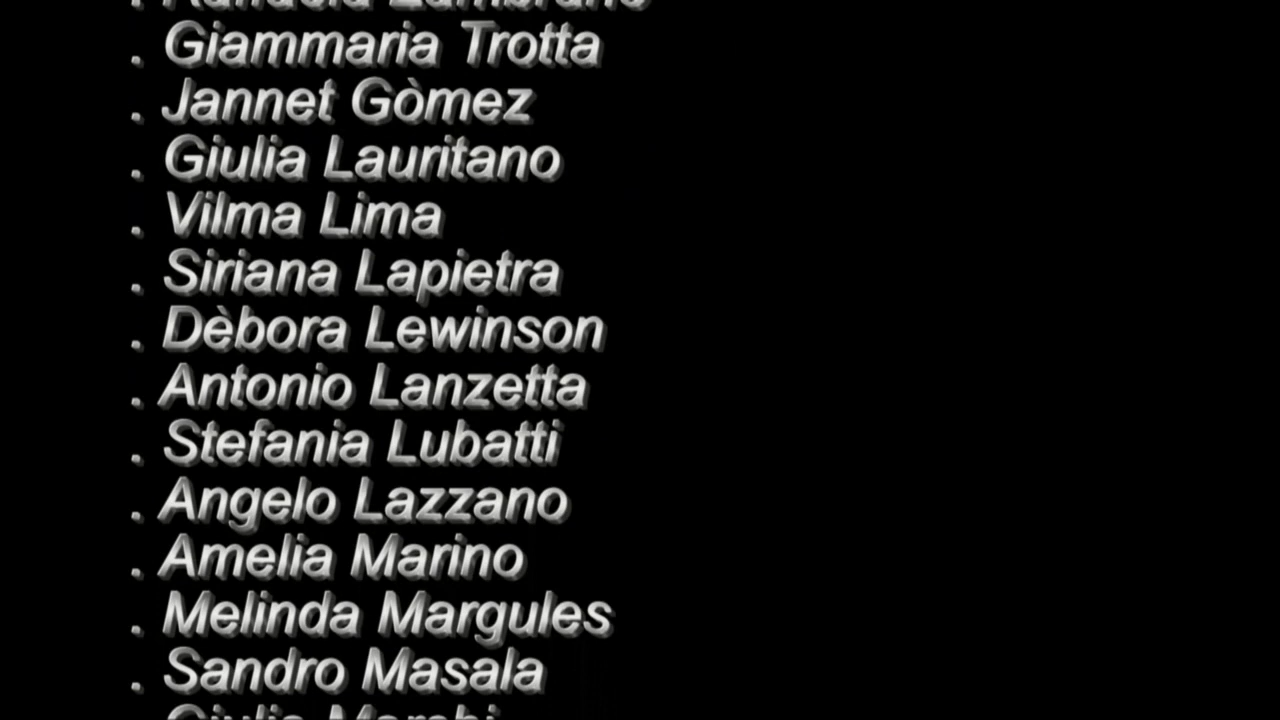 . Giammaria Trotta
. Jannet Gòmez
. Giulia Lauritano
. Vilma Lima
. Siriana Lapietra
. Dèbora Lewinson
. Antonio Lanzetta
. Stefania Lubatti
. Angelo Lazzano
. Amelia Marino
. Melinda Margules
. Sandro Masala